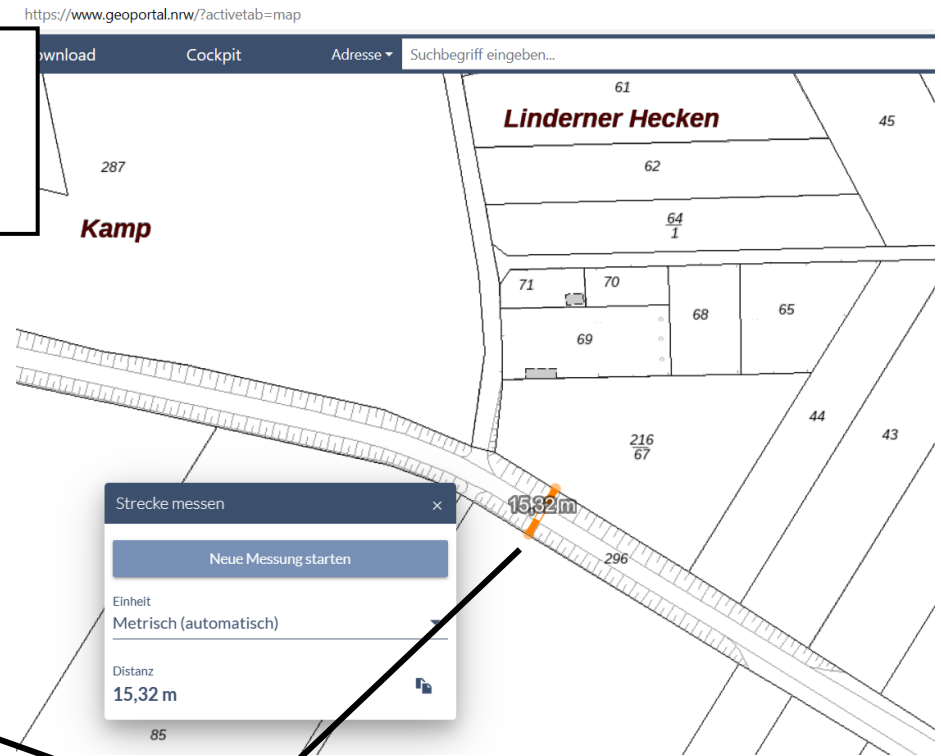 https://www.geoportal.nrw/?activetab=map
ownload Cockpit Adresse Suchbegriff eingeben...
61
Linderner Hecken
45
287
62
Kamp
64
1
71
70
68
65
69
44
216
67
43
Strecke messen ×
15,32 m
Neue Messung starten
296
Einheit
Metrisch (automatisch)
Distanz
15,32 m
85